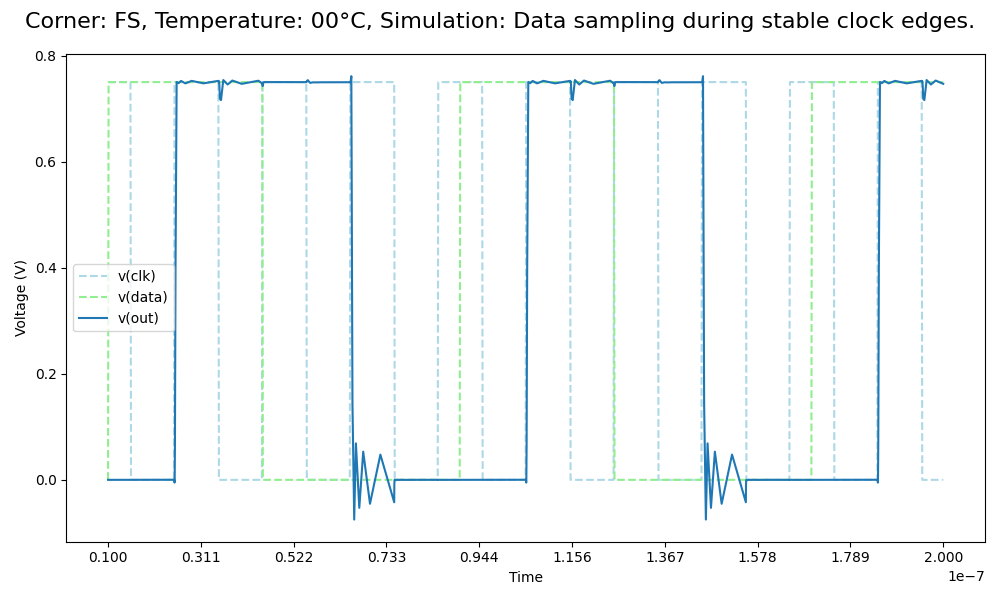 Corner: FS, Temperature: 00°C, Simulation: Data sampling during stable clock edges.
0.8
0.6
0.4
0.2
0.0
Voltage (V)
v(clk)
v(data)
v(out)
0.100 0.311 0.522 0.733 0.944 1.156 1.367 1.578 1.789 2.000
Time
1e−7